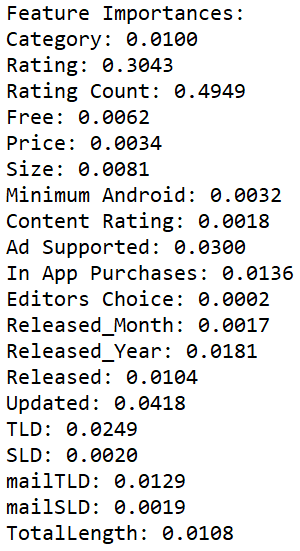 Feature Importances:
Category: 0.0100
Rating: 0.3043
Rating Count: 0.4949
Free: 0.0062
Price: 0.0034
Size: 0.0081
Minimum Android: 0.0032
Content Rating: 0.0018
Ad Supported: 0.0300
In App Purchases: 0.0136
Editors Choice: 0.0002
Released_Month: 0.0017
Released_Year: 0.0181
Released: 0.0104
Updated: 0.0418
TLD: 0.0249
SLD: 0.0020
mailTLD: 0.0129
mailSLD: 0.0019
TotalLength: 0.0108